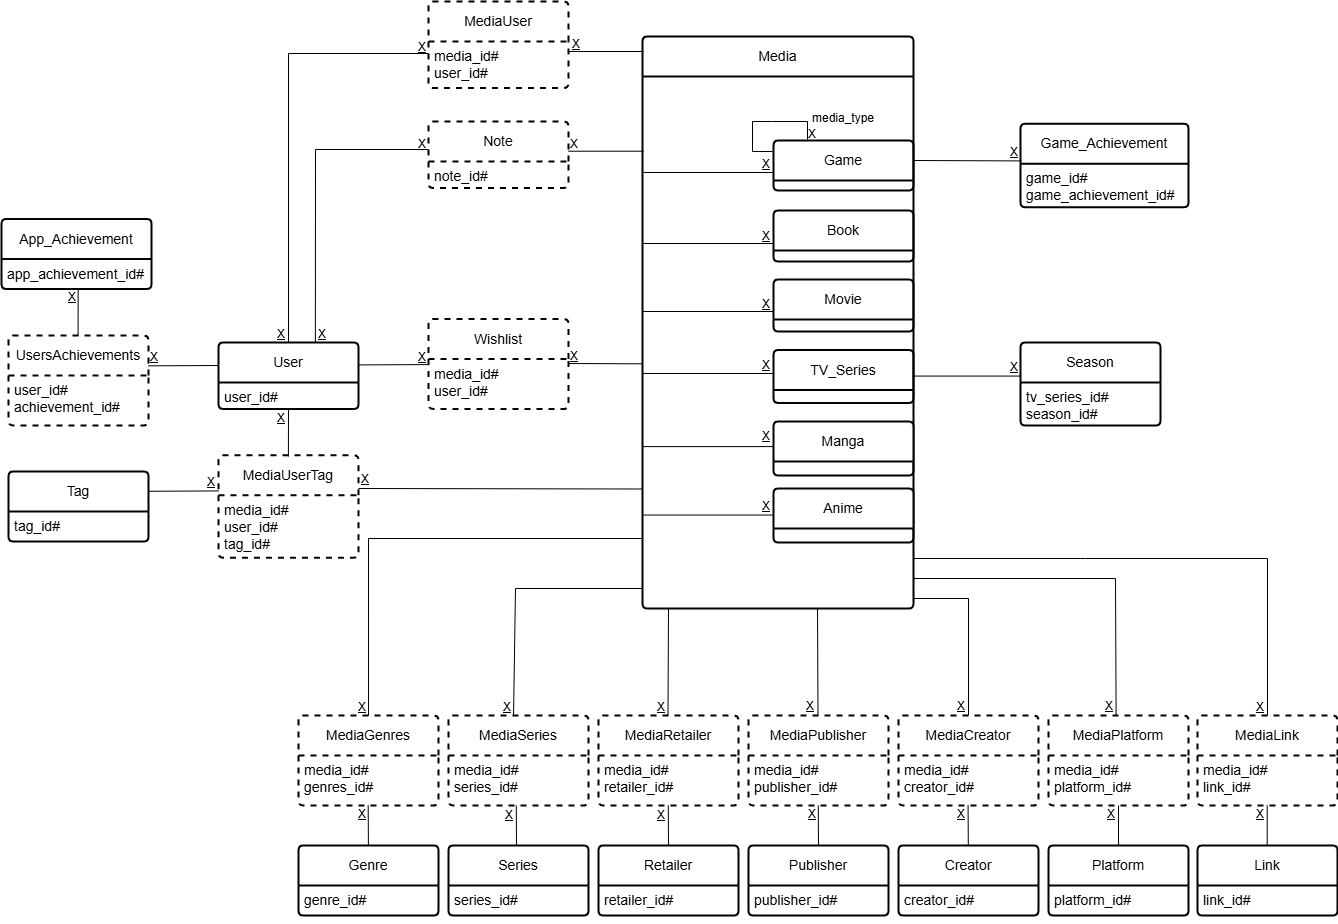 MediaUser
X
X
media_id#
user_id#
Media
media_type
X
Note
X
X
note_id#
Game
X
Game_Achievement
X
game_id#
game_achievement_id#
App_Achievement
app_achievement_id#
X
Book
X
Movie
X
UsersAchievements
X
user_id#
achievement_id#
X
X
User
user_id#
X
Wishlist
X
X
media_id#
user_id#
TV_Series
X
Season
X
tv_series_id#
season_id#
Manga
X
Tag
tag_id#
X
MediaUserTag
X
media_id#
user_id#
tag_id#
Anime
X
X
X
X
X
X
X
X
MediaGenres
media_id#
genres_id#
MediaSeries
media_id#
series_id#
MediaRetailer
media_id#
retailer_id#
MediaPublisher
media_id#
publisher_id#
MediaCreator
media_id#
creator_id#
MediaPlatform
media_id#
platform_id#
MediaLink
media_id#
link_id#
X
X
X
X
X
X
X
Genre
genre_id#
Series
series_id#
Retailer
retailer_id#
Publisher
publisher_id#
Creator
creator_id#
Platform
platform_id#
Link
link_id#